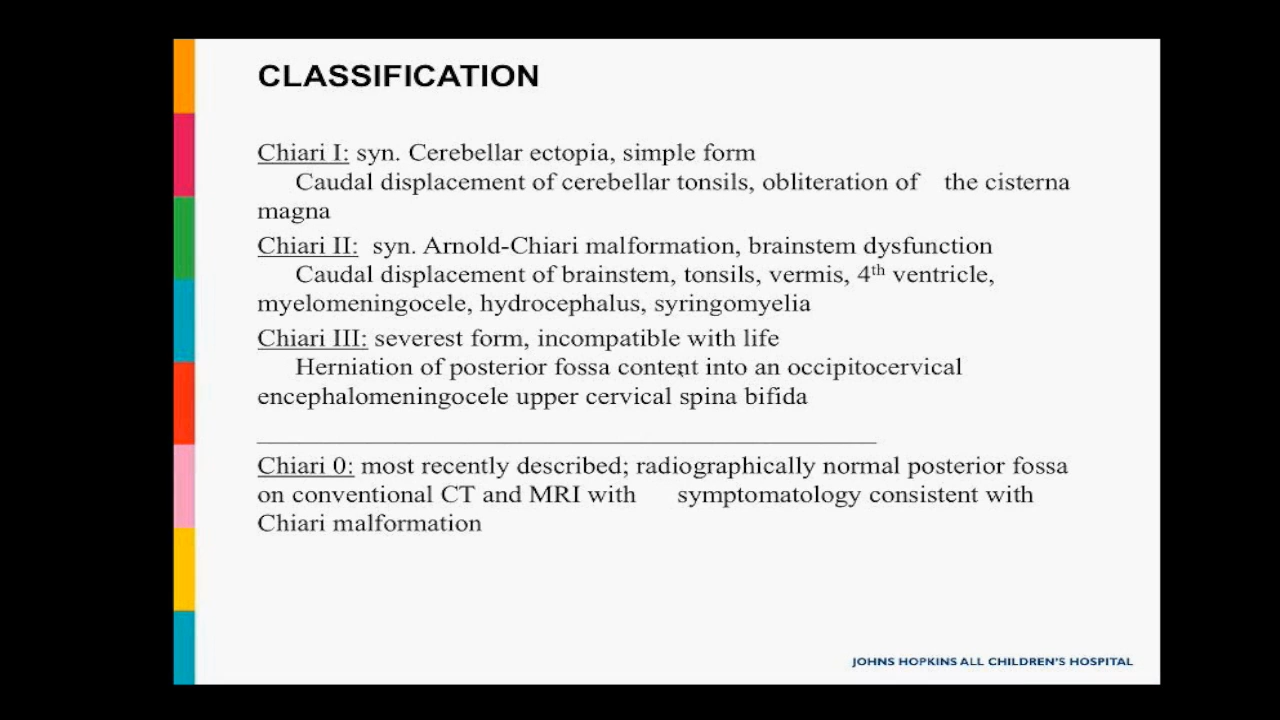 CLASSIFICATION
Chiari I: syn. Cerebellar ectopia, simple form
Caudal displacement of cerebellar tonsils, obliteration of the cisterna
magna
Chiari II: syn. Arnold-Chiari malformation, brainstem dysfunction
Caudal displacement of brainstem, tonsils, vermis, 4th ventricle,
myelomeningocele, hydrocephalus, syringomyelia
Chiari III: severest form, incompatible with life
Herniation of posterior fossa content into an occipitocervical
encephalomeningocele upper cervical spina bifida
Chiari 0: most recently described; radiographically normal posterior fossa
on conventional CT and MRI with symptomatology consistent with
Chiari malformation
JOHNS HOPKINS ALL CHILDREN'S HOSPITAL